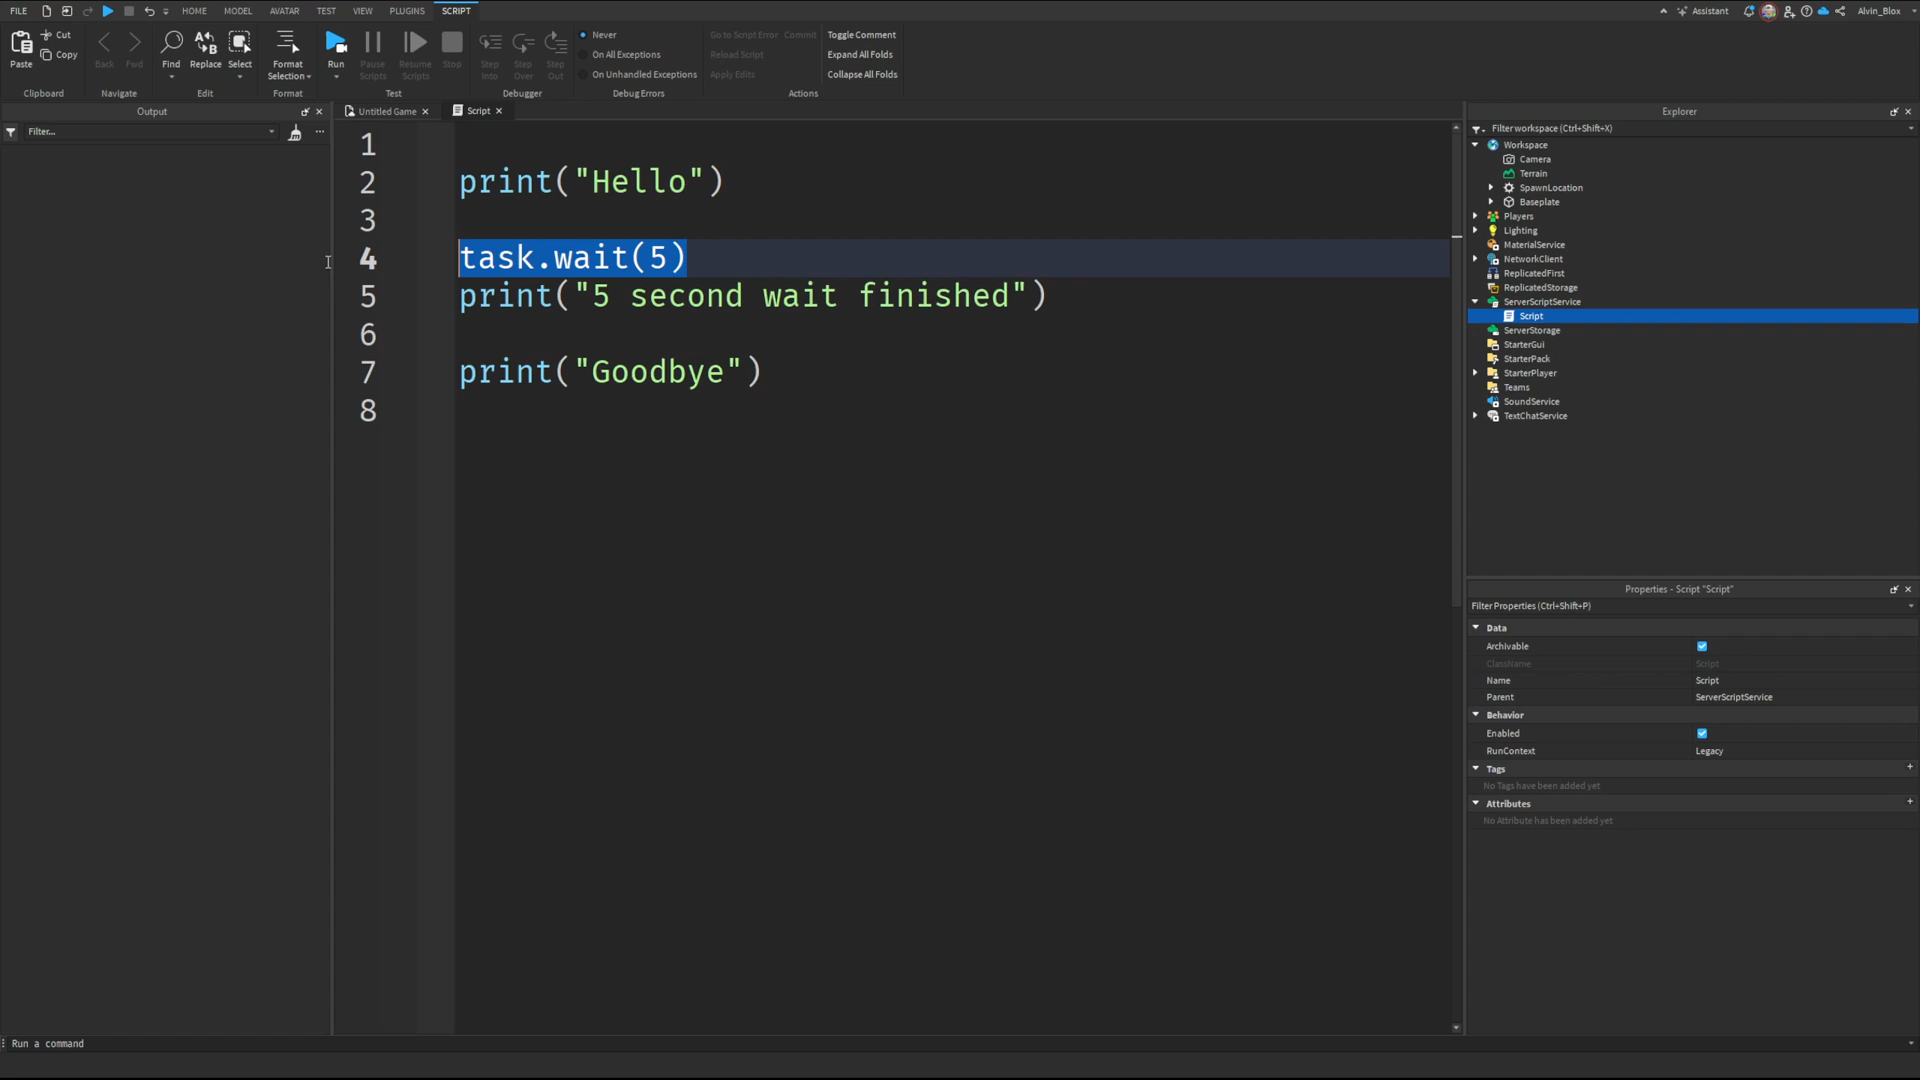 FILE HOME MODEL AVATAR TEST VIEW PLUGINS SCRIPT Assistant Alvin_Blox
Paste Cut Copy
Back Fwd
Find Replace Select
Format Selection
Run Pause Scripts Resume Scripts Stop
Step Into Step Over Step Out
Never
On All Exceptions
On Unhandled Exceptions
Go to Script Error Commit
Reload Script
Apply Edits
Toggle Comment
Expand All Folds
Collapse All Folds
Clipboard Navigate Edit Format Test Debugger Debug Errors Actions
Output
Filter...
Untitled Game Script
1
2 print("Hello")
3
4 task.wait(5)
5 print("5 second wait finished")
6
7 print("Goodbye")
8
Explorer
Filter workspace (Ctrl+Shift+X)
Workspace
Camera
Terrain
SpawnLocation
Baseplate
Players
Lighting
MaterialService
NetworkClient
ReplicatedFirst
ReplicatedStorage
ServerScriptService
Script
ServerStorage
StarterGui
StarterPack
StarterPlayer
Teams
SoundService
TextChatService
Properties - Script "Script"
Filter Properties (Ctrl+Shift+P)
Data
Archivable
ClassName Script
Name Script
Parent ServerScriptService
Behavior
Enabled
RunContext Legacy
Tags
No Tags have been added yet
Attributes
No Attribute has been added yet
Run a command